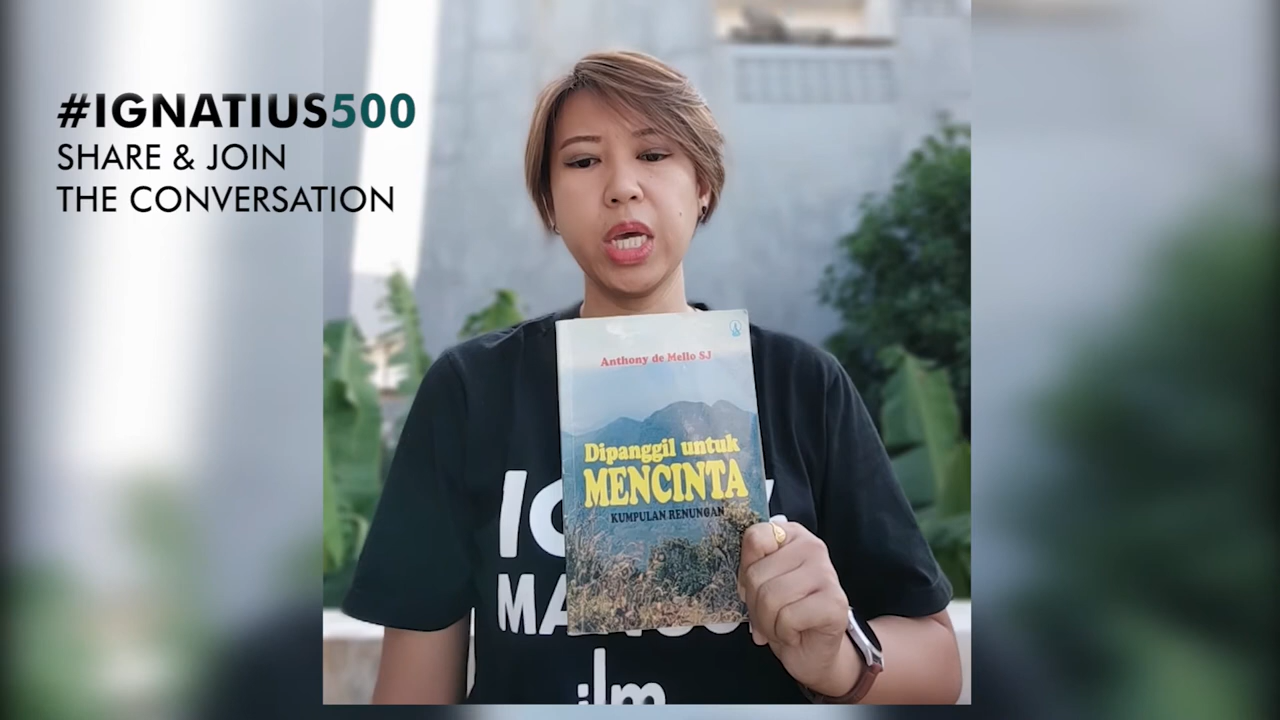 #IGNATIUS500
SHARE & JOIN
THE CONVERSATION
Anthony de Mello SJ
Dipanggil untuk
MENCINTA
KUMPULAN RENUNGAN